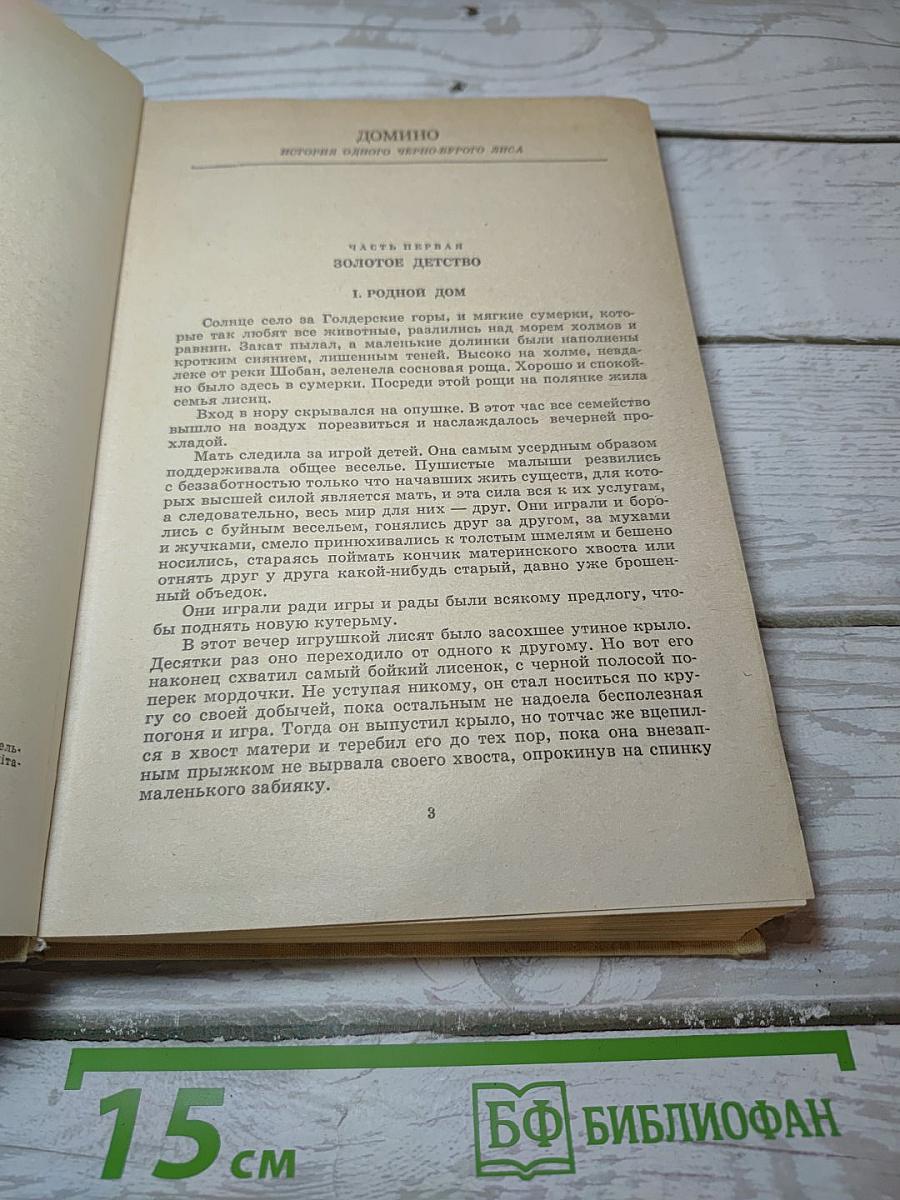 ДОМИНО
ИСТОРИЯ ОДНОГО ЧЕРНО-БУРОГО ЛИСА
ЧАСТЬ ПЕРВАЯ
ЗОЛОТОЕ ДЕТСТВО
I. РОДНОЙ ДОМ
Солнце село за Голдерские горы, и мягкие сумерки, кото-
рые так любят все животные, разлились над морем холмов и
равнин. Закат пылал, а маленькие долинки были наполнены
кротким сиянием, лишенным теней. Высоко на холме, невда-
леке от реки Шобан, зеленела сосновая роща. Хорошо и спокой-
но было здесь в сумерки. Посреди этой рощи на полянке жила
семья лисиц.
Вход в нору скрывался на опушке. В этот час все семейство
вышло на воздух порезвиться и наслаждалось вечерней про-
хладой.
Мать следила за игрой детей. Она самым усердным образом
поддерживала общее веселье. Пушистые малыши резвились
с беззаботностью только что начавших жить существ, для кото-
рых высшей силой является мать, и эта сила вся к их услугам,
а следовательно, весь мир для них — друг. Они играли и боро-
лись с буйным весельем, гонялись друг за другом, за мухами
и жучками, смело принюхивались к толстым шмелям и бешено
носились, стараясь поймать кончик материнского хвоста или
отнять друг у друга какой-нибудь старый, давно уже брошен-
ный объедок.
Они играли ради игры и рады были всякому предлогу, что-
бы поднять новую кутерьму.
В этот вечер игрушкой лисят было засохшее утиное крыло.
Десятки раз оно переходило от одного к другому. Но вот его
наконец схватил самый бойкий лисенок, с черной полосой по-
перек мордочки. Не уступая никому, он стал носиться по кру-
гу со своей добычей, пока остальным не надоела бесполезная
погоня и игра. Тогда он выпустил крыло, но тотчас же вцепил-
ся в хвост матери и теребил его до тех пор, пока она внезап-
ным прыжком не вырвала своего хвоста, опрокинув на спинку
маленького забияку.
3
15 см
БФ БИБЛИОФАН